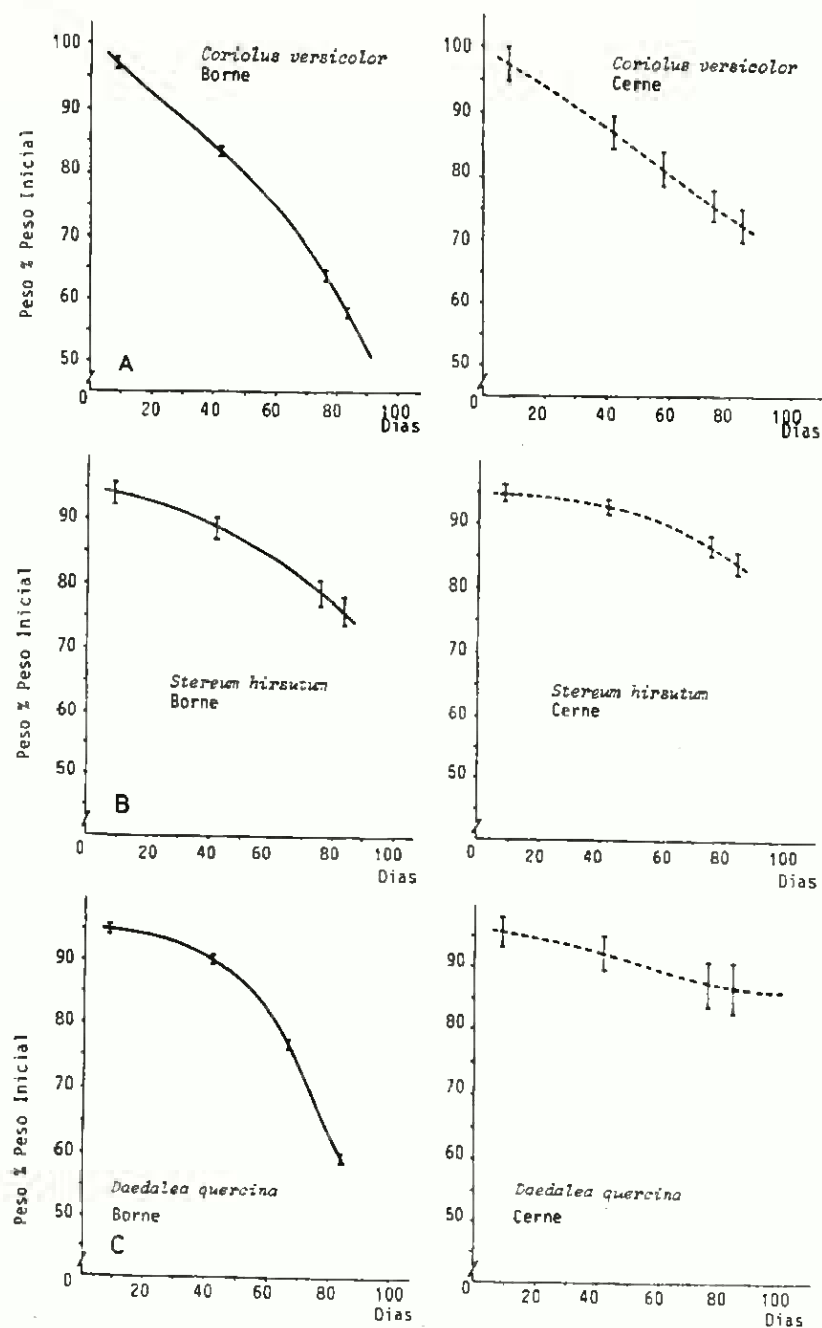 Peso % Peso Inicial
100
90
80
70
60
50
0
Coriolus versicolor
Borne
A
20
40
60
80
100
Dias
100
90
80
70
60
50
0
Coriolus versicolor
Cerne
20
40
60
80
100
Dias
Peso % Peso Inicial
90
80
70
60
50
0
Stereum hirsutum
Borne
B
20
40
60
80
100
Dias
90
80
70
60
50
0
Stereum hirsutum
Cerne
20
40
60
80
100
Dias
Peso % Peso Inicial
90
80
70
60
50
0
Daedalea quercina
Borne
C
20
40
60
80
100
Dias
90
80
70
60
50
0
Daedalea quercina
Cerne
20
40
60
80
100
Dias